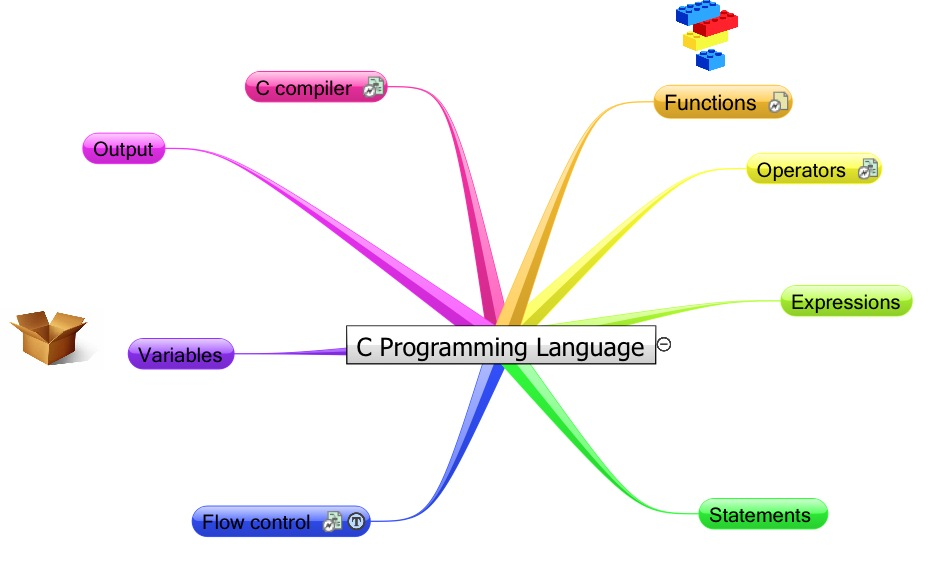 C compiler
Functions
Output
Operators
Expressions
C Programming Language
Variables
Flow control T
Statements